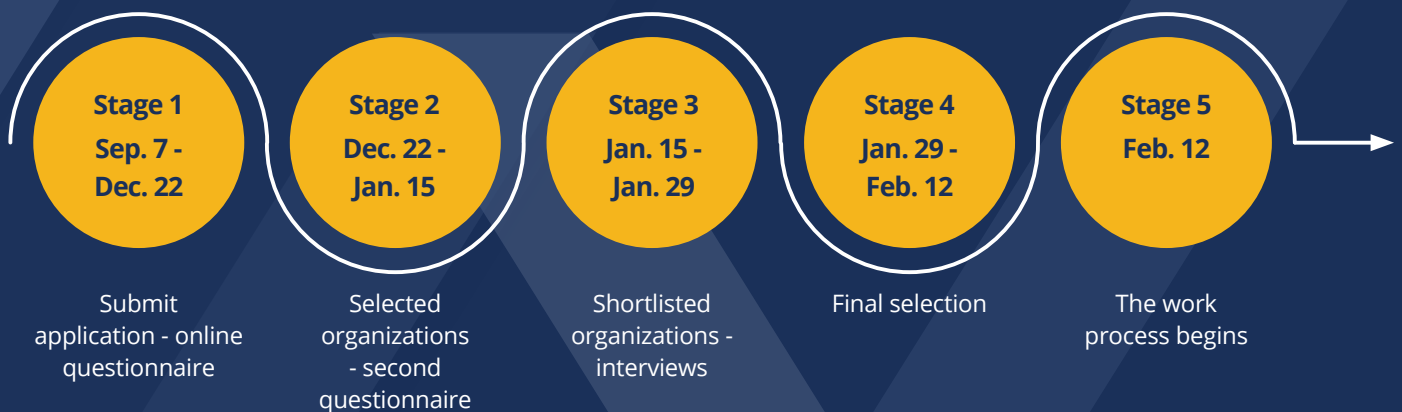 Stage 1
Sep. 7 -
Dec. 22
Stage 2
Dec. 22 -
Jan. 15
Stage 3
Jan. 15 -
Jan. 29
Stage 4
Jan. 29 -
Feb. 12
Stage 5
Feb. 12
Submit
application - online
questionnaire
Selected
organizations
- second
questionnaire
Shortlisted
organizations -
interviews
Final selection
The work
process begins